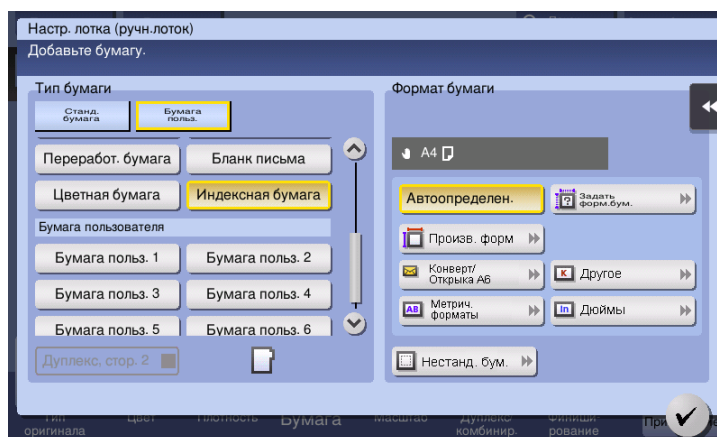 Настр. лотка (ручн.лоток)
Добавьте бумагу.
Тип бумаги
Станд.
бумага
Бумага
польз.
Переработ. бумага
Бланк письма
Цветная бумага
Индексная бумага
Бумага пользователя
Бумага польз. 1
Бумага польз. 2
Бумага польз. 3
Бумага польз. 4
Бумага польз. 5
Бумага польз. 6
Дуплекс, стор. 2
Формат бумаги
A4
Автоопределен.
?
Задать
форм.бум.
Произв. форм
Конверт/
Открыка А6
K
Другое
AB
Метрич.
форматы
In
Дюймы
Нестанд. бум.
Тип
оригинала
Цвет
Плотность
Бумага
Масштаб
Дуплекс/
комбинир.
Финиши-
рование